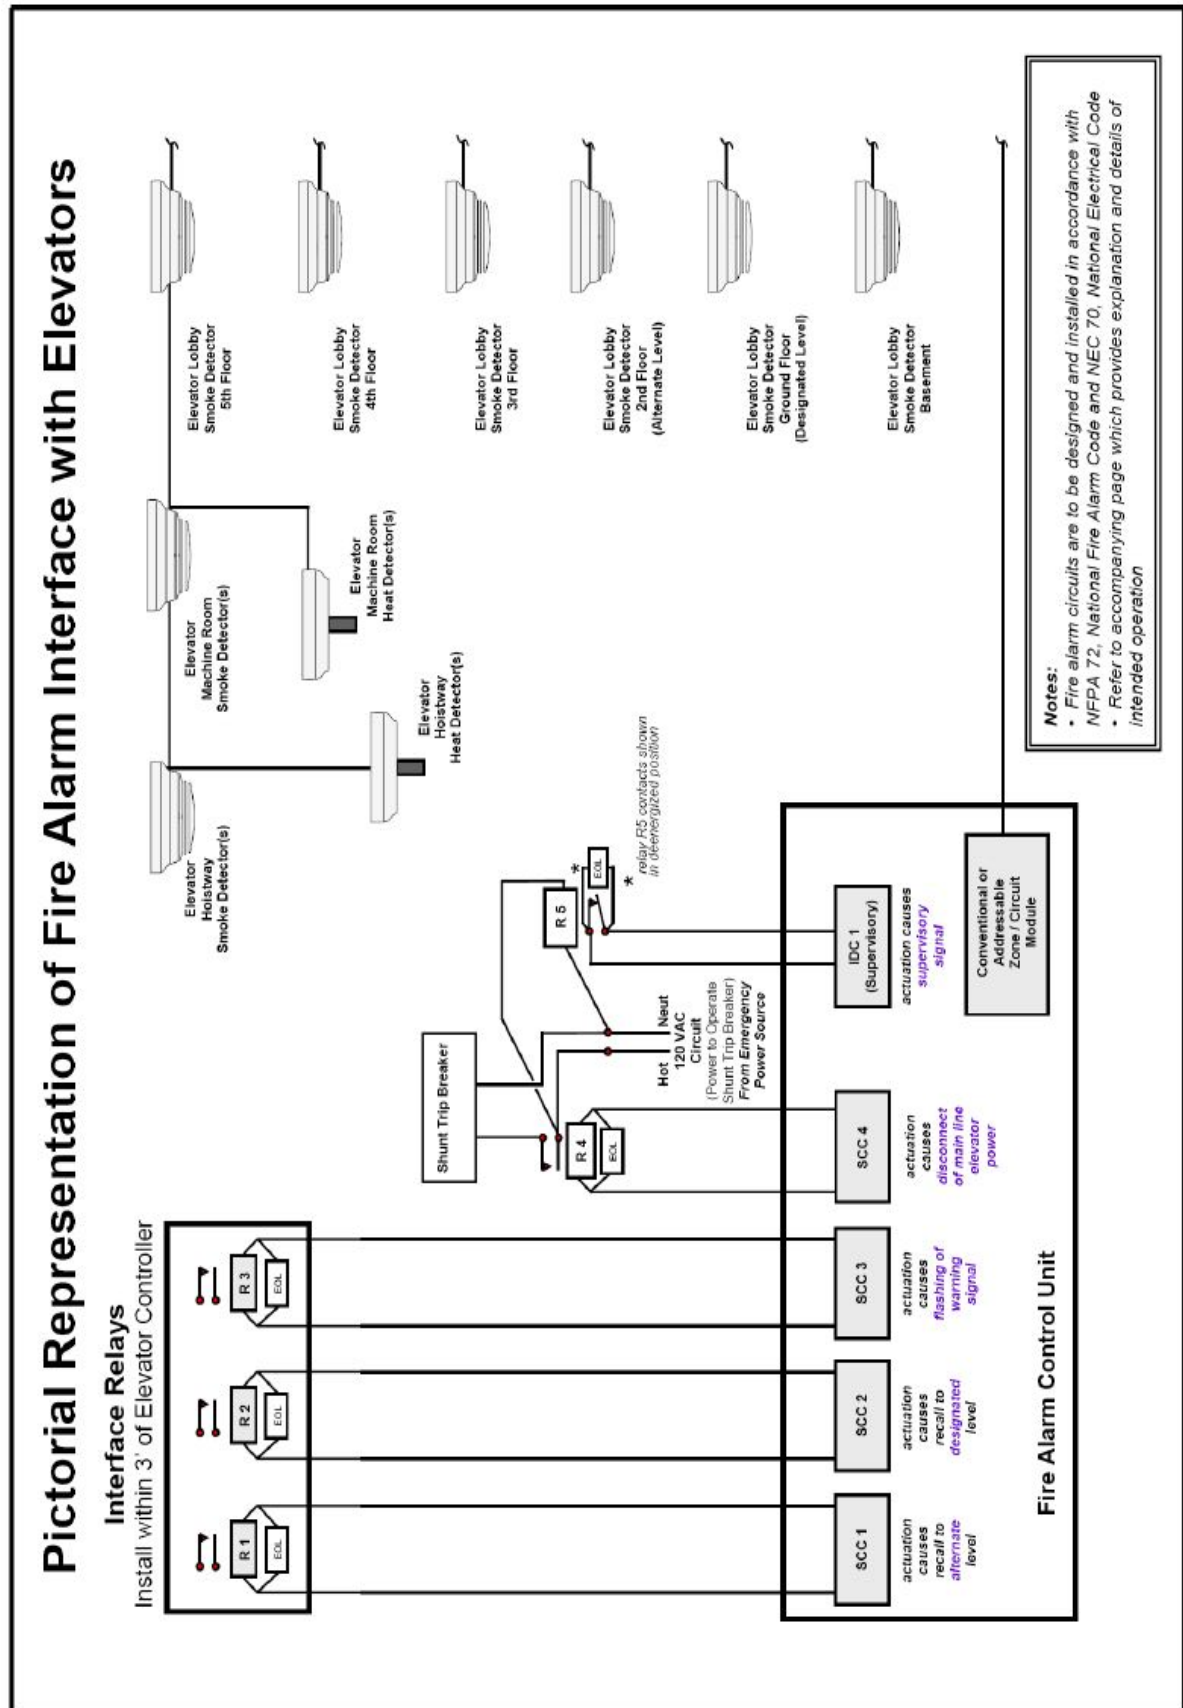 Pictorial Representation of Fire Alarm Interface with Elevators
Interface Relays
Install within 3' of Elevator Controller
R 1
EOL
R 2
EOL
R 3
EOL
Shunt Trip Breaker
R 4
EOL
R 5
EOL
*
*
relay R5 contacts shown
in deenergized position
Hot
Neut
120 VAC
Circuit
(Power to Operate
Shunt Trip Breaker)
From Emergency
Power Source
Elevator
Hoistway
Smoke Detector(s)
Elevator
Hoistway
Heat Detector(s)
Elevator
Machine Room
Smoke Detector(s)
Elevator
Machine Room
Heat Detector(s)
Elevator Lobby
Smoke Detector
5th Floor
Elevator Lobby
Smoke Detector
4th Floor
Elevator Lobby
Smoke Detector
3rd Floor
Elevator Lobby
Smoke Detector
2nd Floor
(Alternate Level)
Elevator Lobby
Smoke Detector
Ground Floor
(Designated Level)
Elevator Lobby
Smoke Detector
Basement
SCC 1
actuation
causes
recall to
alternate
level
SCC 2
actuation
causes
recall to
designated
level
SCC 3
actuation
causes
flashing of
warning
signal
SCC 4
actuation
causes
disconnect
of main line
elevator
power
IDC 1
(Supervisory)
actuation causes
supervisory
signal
Conventional or
Addressable
Zone / Circuit
Module
Fire Alarm Control Unit
Notes:
• Fire alarm circuits are to be designed and installed in accordance with
NFPA 72, National Fire Alarm Code and NEC 70, National Electrical Code
• Refer to accompanying page which provides explanation and details of
intended operation